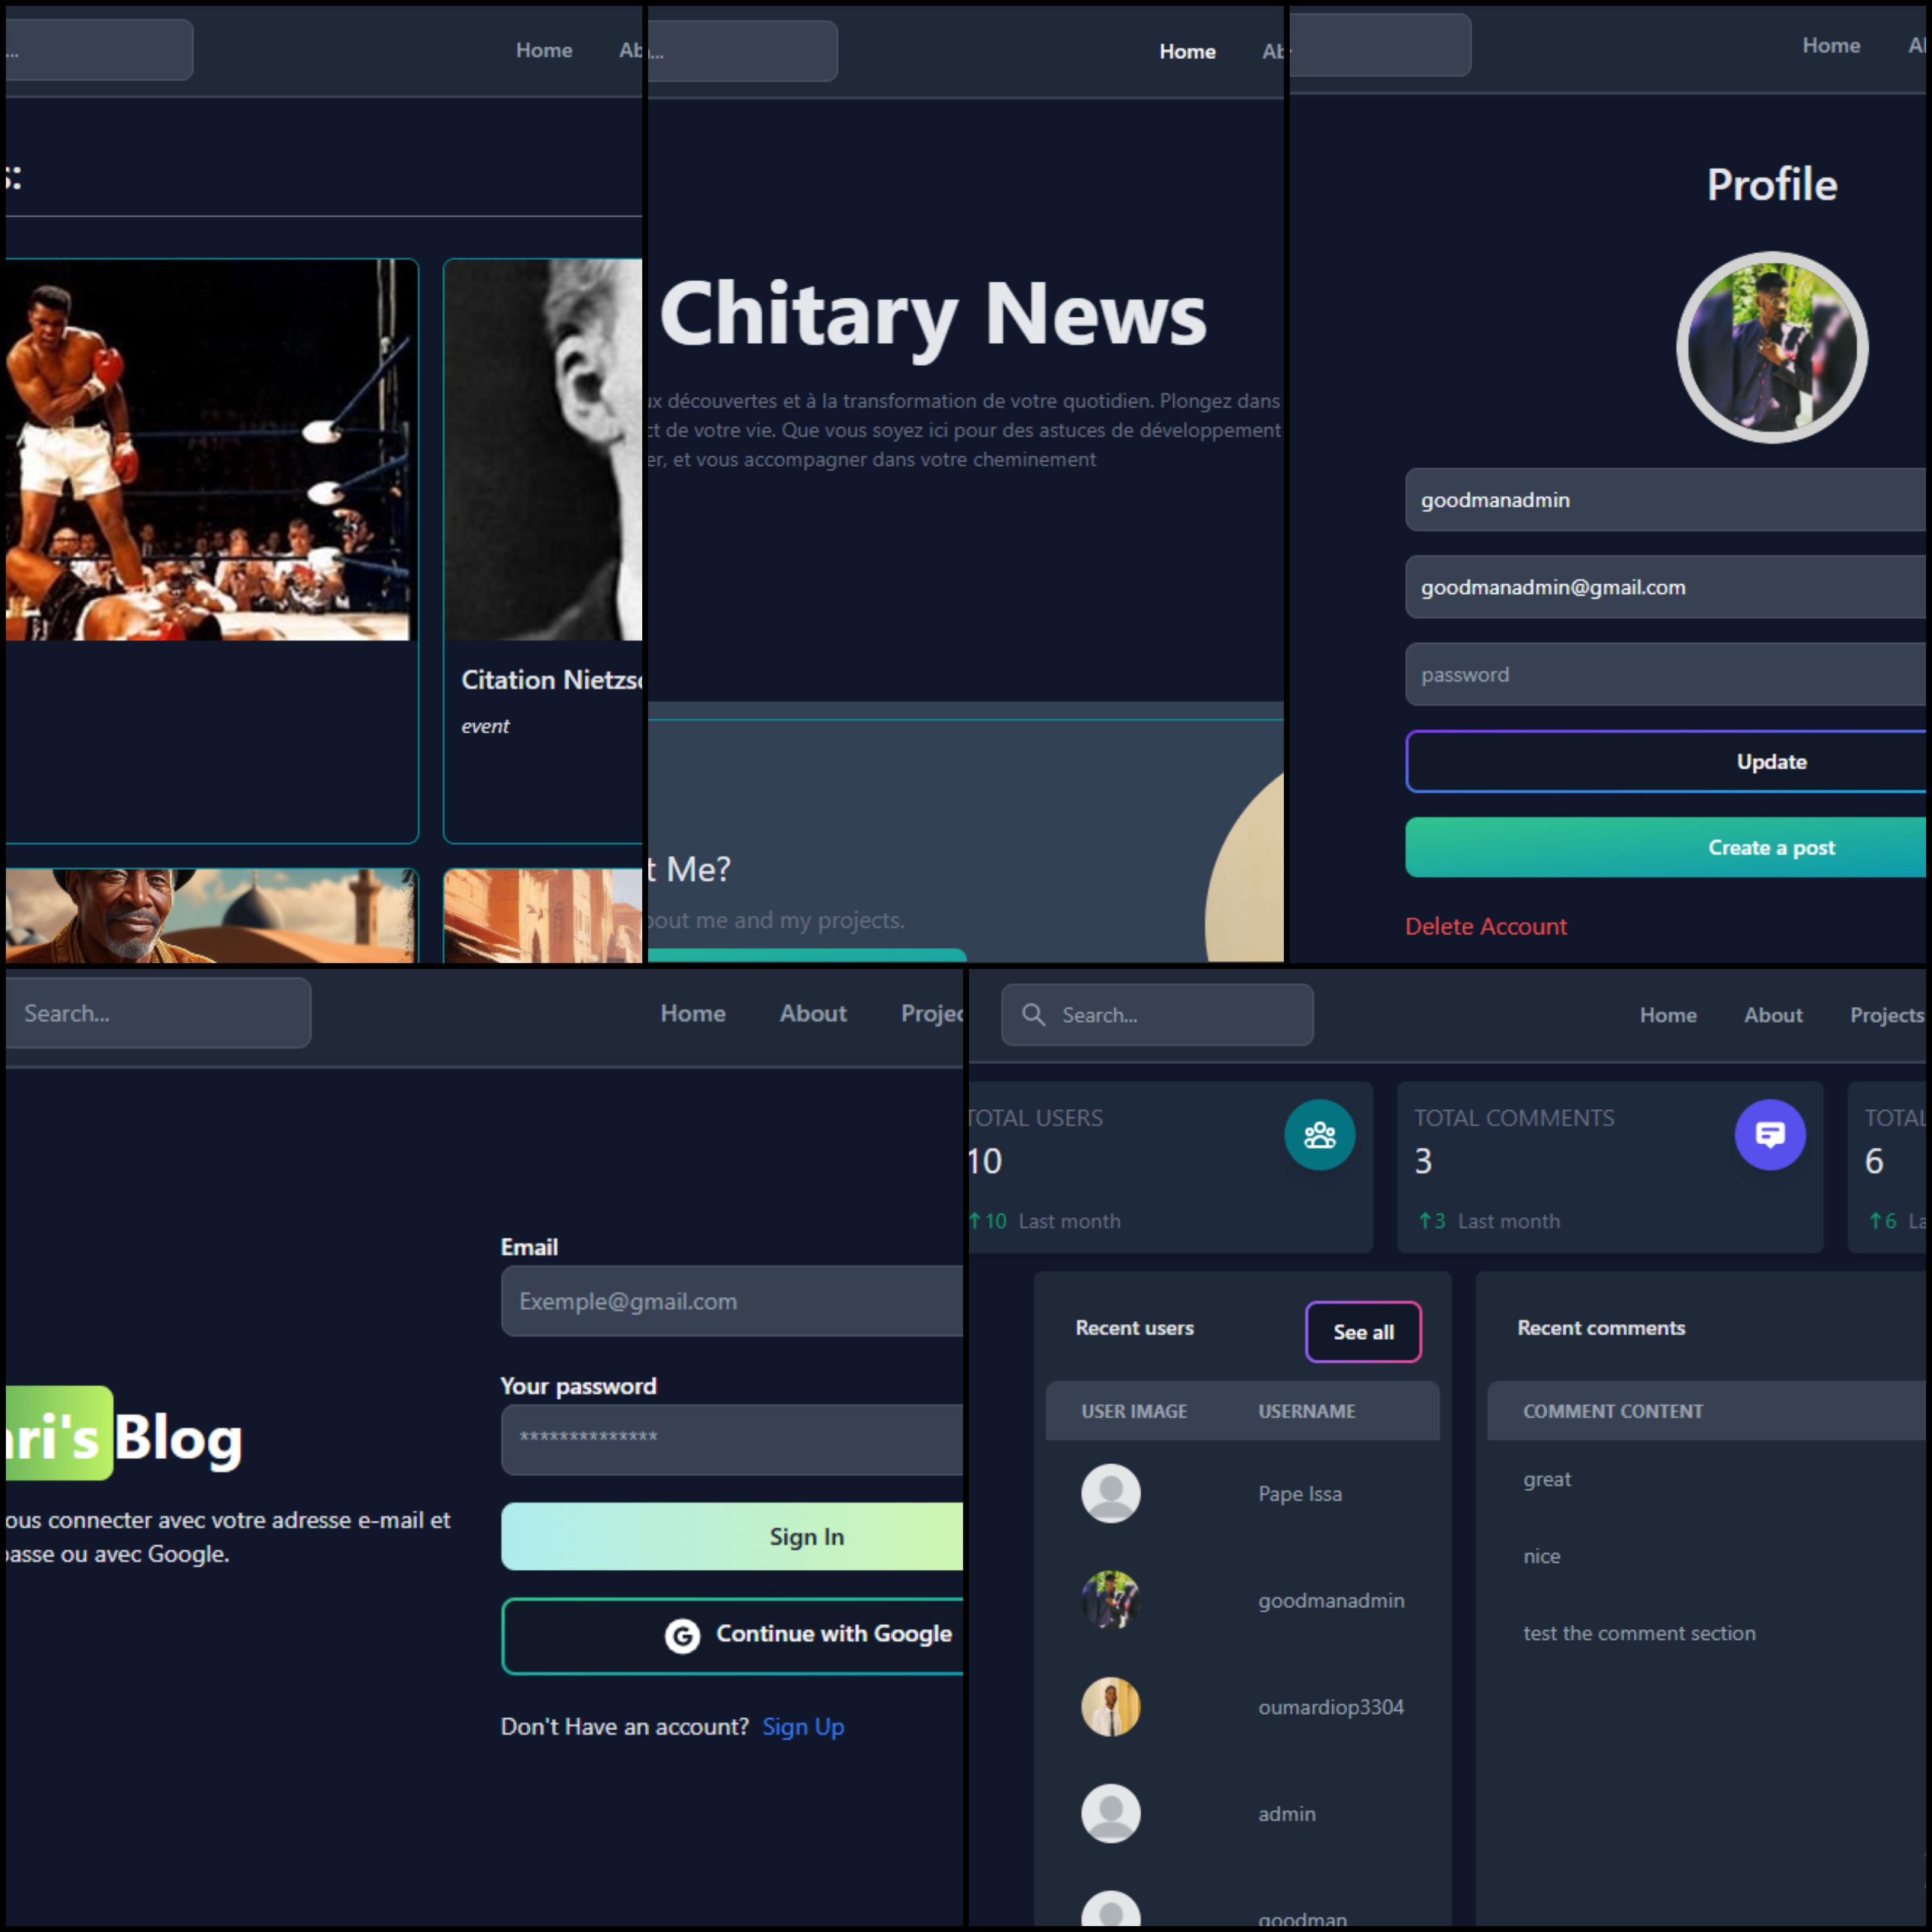 ...
Home
s:
Citation Nietzs
event
...
Home
Chitary News
ux découvertes et à la transformation de votre quotidien. Plongez dans
ct de votre vie. Que vous soyez ici pour des astuces de développement
er, et vous accompagner dans votre cheminement
t Me?
bout me and my projects.
Home
Profile
goodmanadmin
goodmanadmin@gmail.com
password
Update
Create a post
Delete Account
Search...
Home About Projec
Email
Exemple@gmail.com
Your password
**************
ri's Blog
ous connecter avec votre adresse e-mail et
passe ou avec Google.
Sign In
G Continue with Google
Don't Have an account? Sign Up
Search...
Home About Projects
TOTAL USERS
10
↑10 Last month
TOTAL COMMENTS
3
↑3 Last month
TOTAL
6
↑6 La
Recent users
See all
USER IMAGE USERNAME
Pape Issa
goodmanadmin
oumardiop3304
admin
goodman
Recent comments
COMMENT CONTENT
great
nice
test the comment section